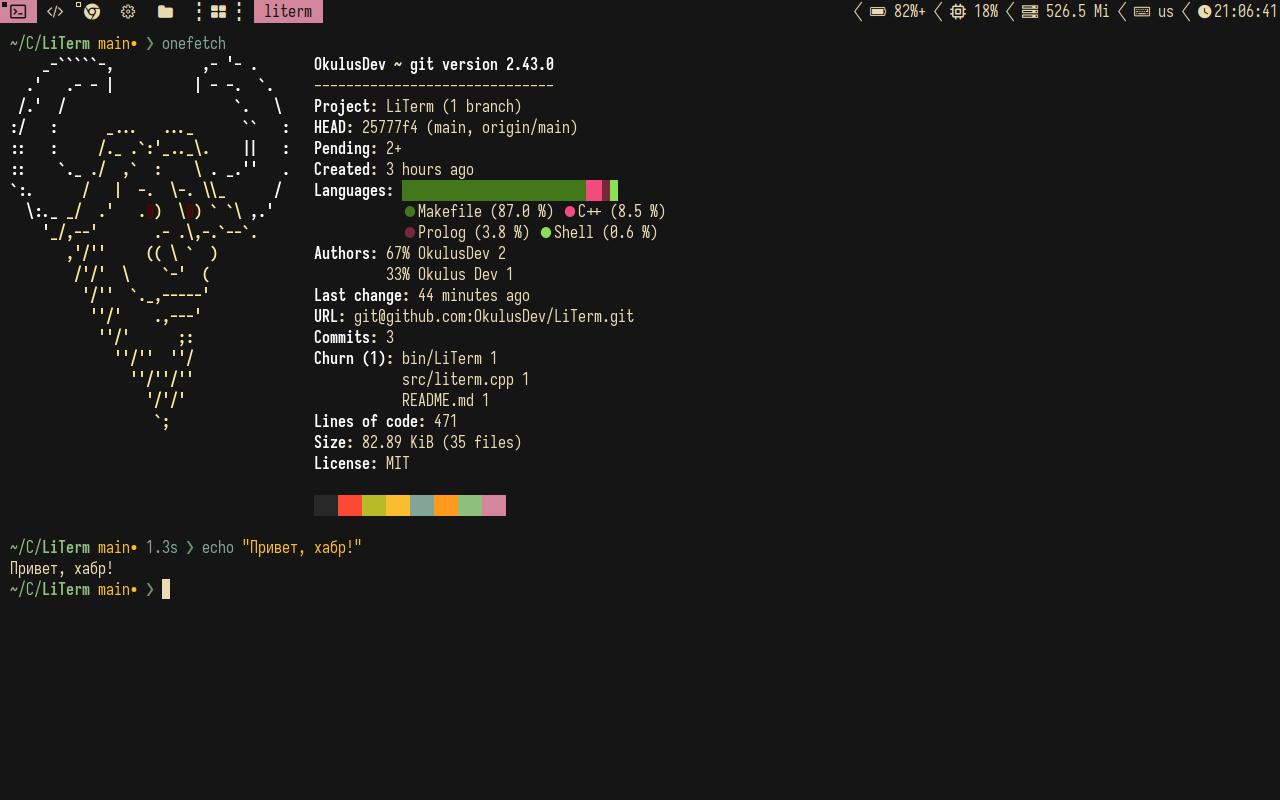 literm 82%+ 18% 526.5 Mi us 21:06:41
~/C/LiTerm main• ❯ onefetch
OkulusDev ~ git version 2.43.0
------------------------------
Project: LiTerm (1 branch)
HEAD: 25777f4 (main, origin/main)
Pending: 2+
Created: 3 hours ago
Languages:
Makefile (87.0 %) C++ (8.5 %)
Prolog (3.8 %) Shell (0.6 %)
Authors: 67% OkulusDev 2
33% Okulus Dev 1
Last change: 44 minutes ago
URL: git@github.com:OkulusDev/LiTerm.git
Commits: 3
Churn (1): bin/LiTerm 1
src/literm.cpp 1
README.md 1
Lines of code: 471
Size: 82.89 KiB (35 files)
License: MIT
~/C/LiTerm main• 1.3s ❯ echo "Привет, хабр!"
Привет, хабр!
~/C/LiTerm main• ❯